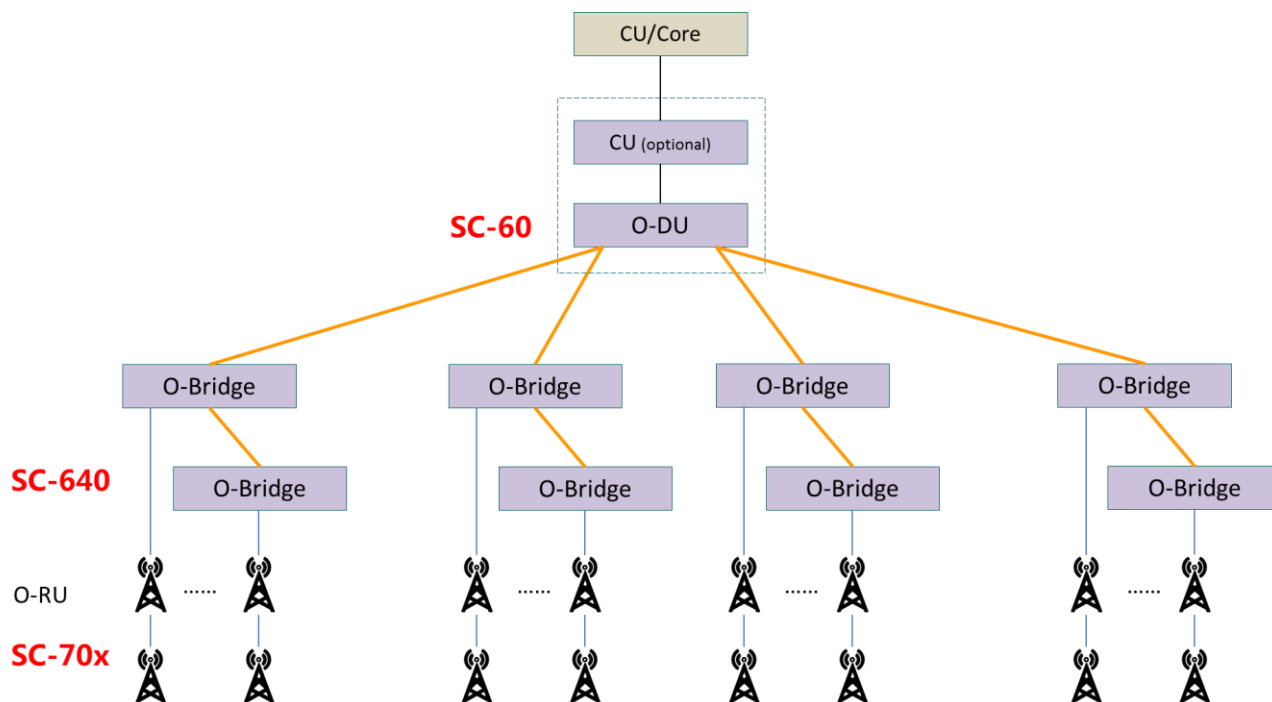 CU/Core
CU (optional)
SC-60
O-DU
O-Bridge
O-Bridge
O-Bridge
O-Bridge
SC-640
O-Bridge
O-Bridge
O-Bridge
O-Bridge
O-RU
......
......
......
......
SC-70x